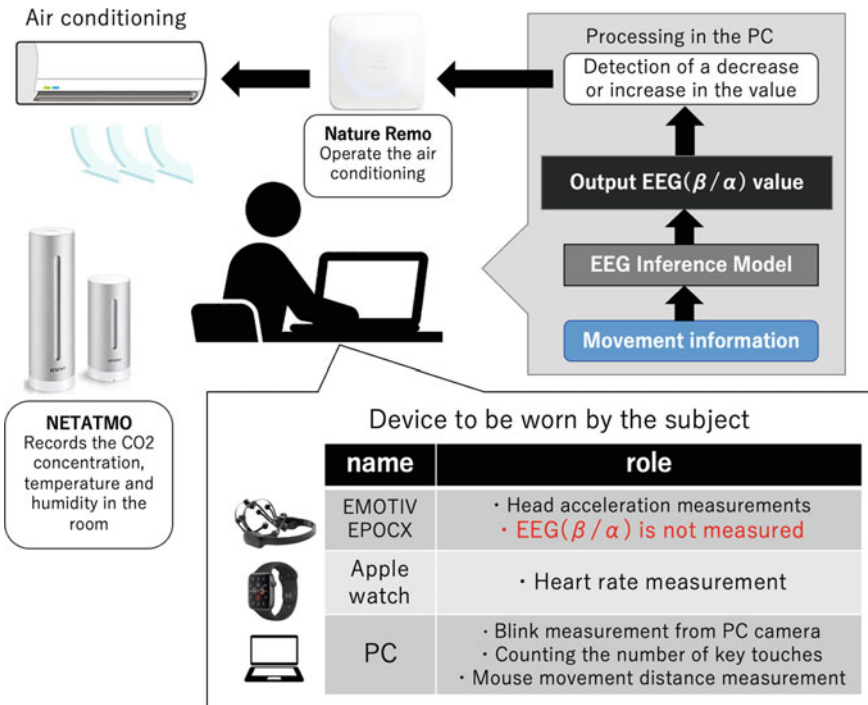 Air conditioning
Processing in the PC
Detection of a decrease
or increase in the value
Nature Remo
Operate the air
conditioning
Output EEG(β/α) value
EEG Inference Model
Movement information
NETATMO
Records the CO2
concentration,
temperature and
humidity in the
room
Device to be worn by the subject
name role
EMOTIV
EPOCX
・Head acceleration measurements
・EEG(β/α) is not measured
Apple
watch
・Heart rate measurement
PC
・Blink measurement from PC camera
・Counting the number of key touches
・Mouse movement distance measurement